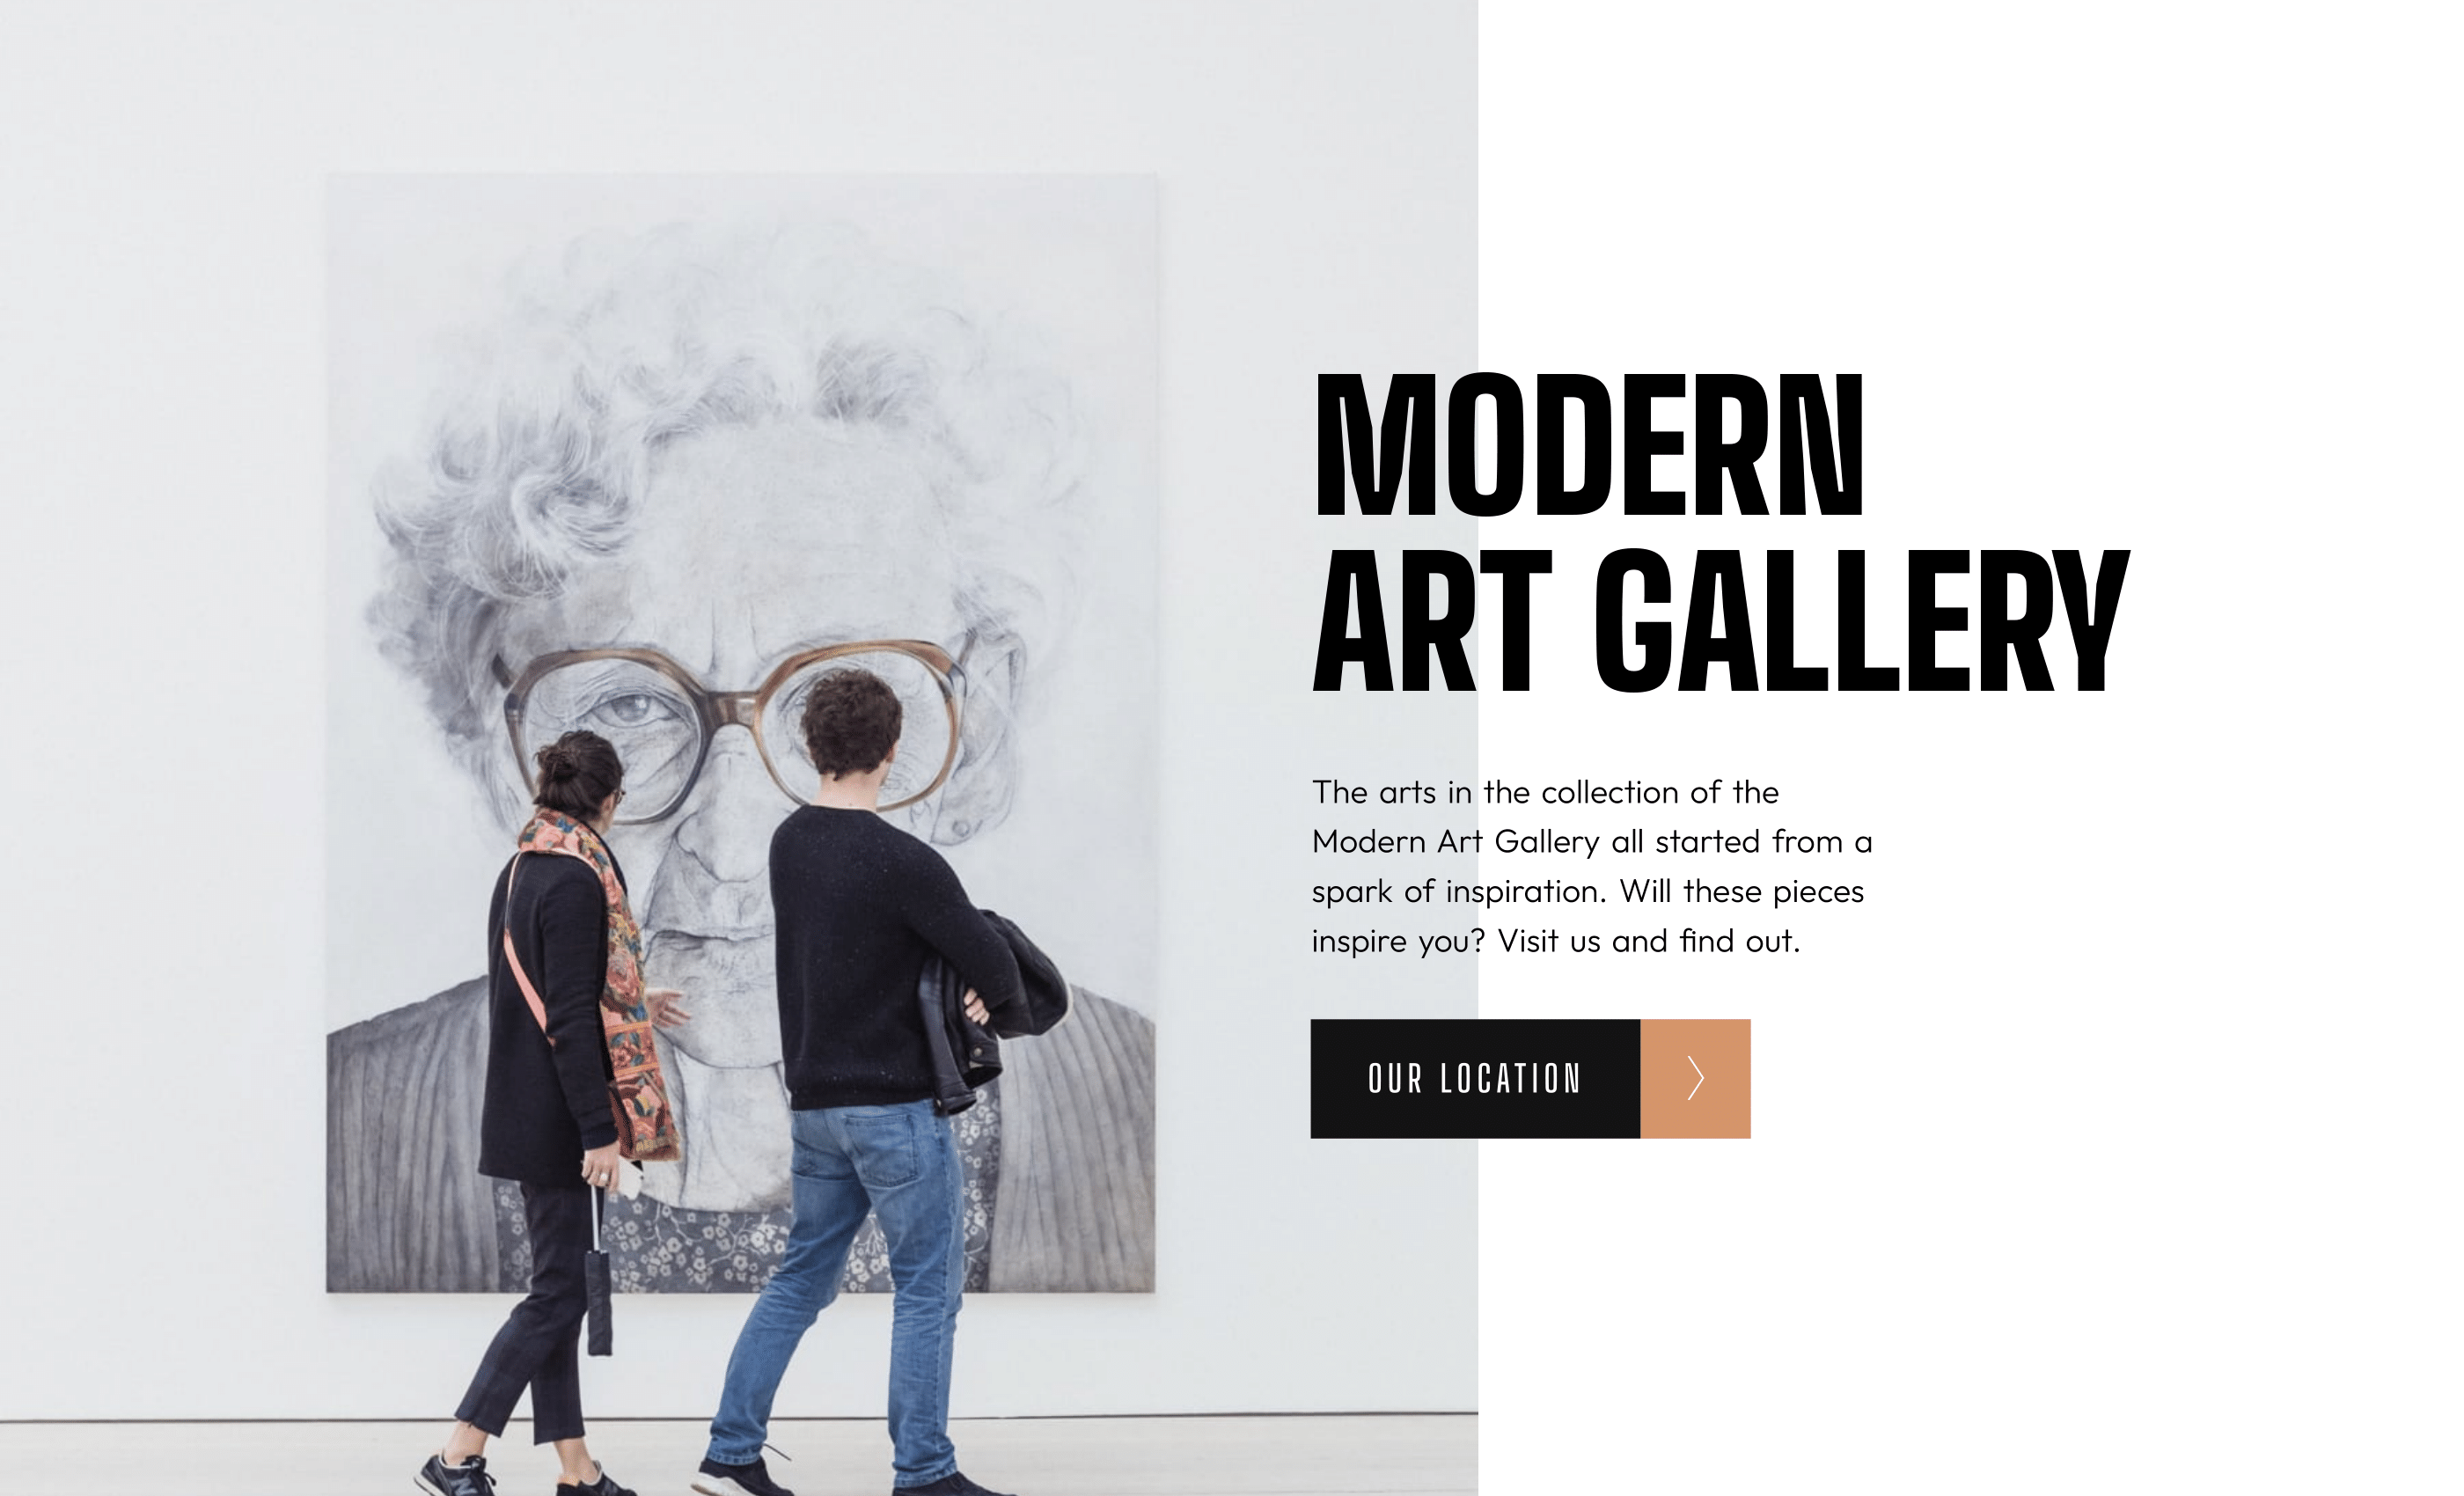 MODERN
ART GALLERY
The arts in the collection of the
Modern Art Gallery all started from a
spark of inspiration. Will these pieces
inspire you? Visit us and find out.
OUR LOCATION